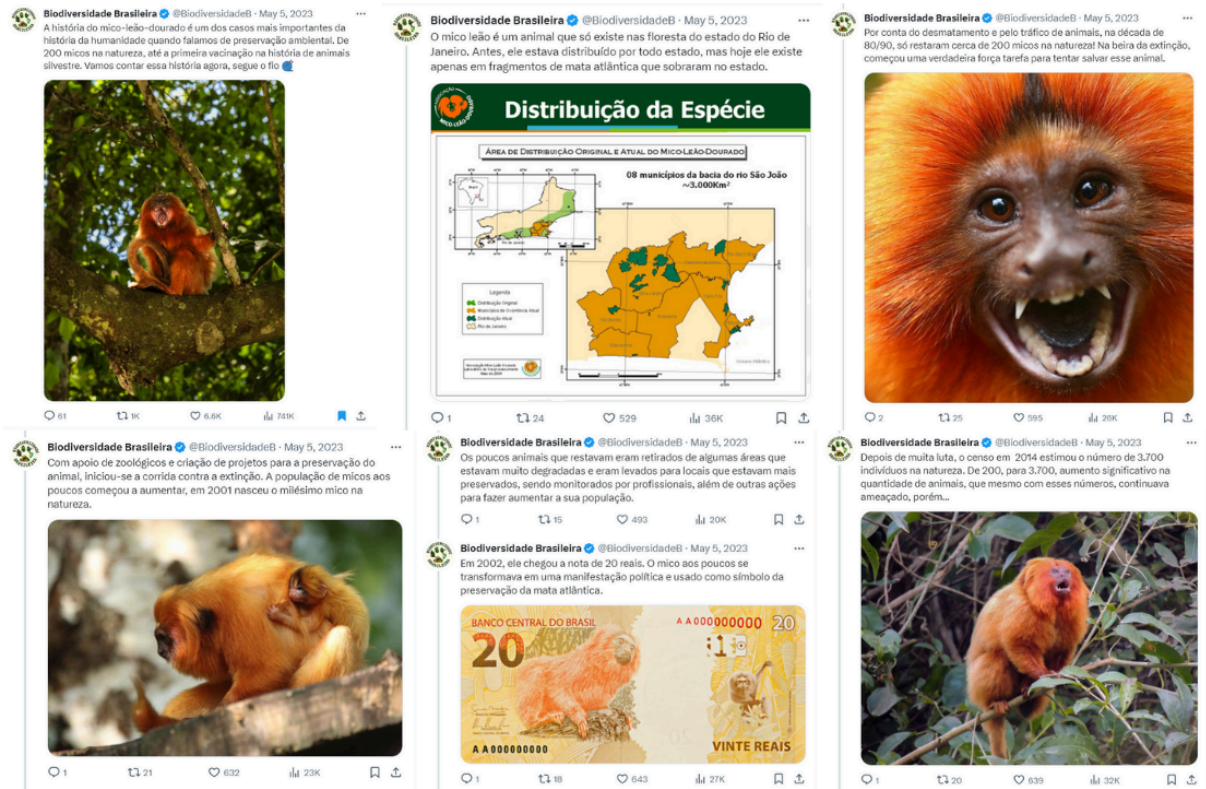 Biodiversidade Brasileira @BiodiversidadeB · May 5, 2023
A história do mico-leão-dourado é um dos casos mais importantes da
história da humanidade quando falamos de preservação ambiental. De
200 micos na natureza, até a primeira vacinação na história de animais
silvestre. Vamos contar essa história agora, segue o fio
61 1K 6.6K 741K
Biodiversidade Brasileira @BiodiversidadeB · May 5, 2023
O mico leão é um animal que só existe nas floresta do estado do Rio de
Janeiro. Antes, ele estava distribuído por todo estado, mas hoje ele existe
apenas em fragmentos de mata atlântica que sobraram no estado.
Distribuição da Espécie
ÁREA DE DISTRIBUIÇÃO ORIGINAL E ATUAL DO MICO-LEÃO-DOURADO
08 municípios da bacia do rio São João
~3.000Km²
Legenda
Distribuição Original
Municípios de Ocorrência Atual
Distribuição Atual
Rio de Janeiro
1 24 529 36K
Biodiversidade Brasileira @BiodiversidadeB · May 5, 2023
Por conta do desmatamento e pelo tráfico de animais, na década de
80/90, só restaram cerca de 200 micos na natureza! Na beira da extinção,
começou uma verdadeira força tarefa para tentar salvar esse animal.
2 25 595 26K
Biodiversidade Brasileira @BiodiversidadeB · May 5, 2023
Com apoio de zoológicos e criação de projetos para a preservação do
animal, iniciou-se a corrida contra a extinção. A população de micos aos
poucos começou a aumentar, em 2001 nasceu o milésimo mico na
natureza.
1 21 632 23K
Biodiversidade Brasileira @BiodiversidadeB · May 5, 2023
Os poucos animais que restavam eram retirados de algumas áreas que
estavam muito degradadas e eram levados para locais que estavam mais
preservados, sendo monitorados por profissionais, além de outras ações
para fazer aumentar a sua população.
1 15 493 20K
Biodiversidade Brasileira @BiodiversidadeB · May 5, 2023
Em 2002, ele chegou a nota de 20 reais. O mico aos poucos se
transformava em uma manifestação política e usado como símbolo da
preservação da mata atlântica.
BANCO CENTRAL DO BRASIL
AA000000000 20
20
AA000000000
VINTE REAIS
1 18 643 27K
Biodiversidade Brasileira @BiodiversidadeB · May 5, 2023
Depois de muita luta, o censo em 2014 estimou o número de 3.700
indivíduos na natureza. De 200, para 3.700, aumento significativo na
quantidade de animais, que mesmo com esses números, continuava
ameaçado, porém...
1 20 639 32K